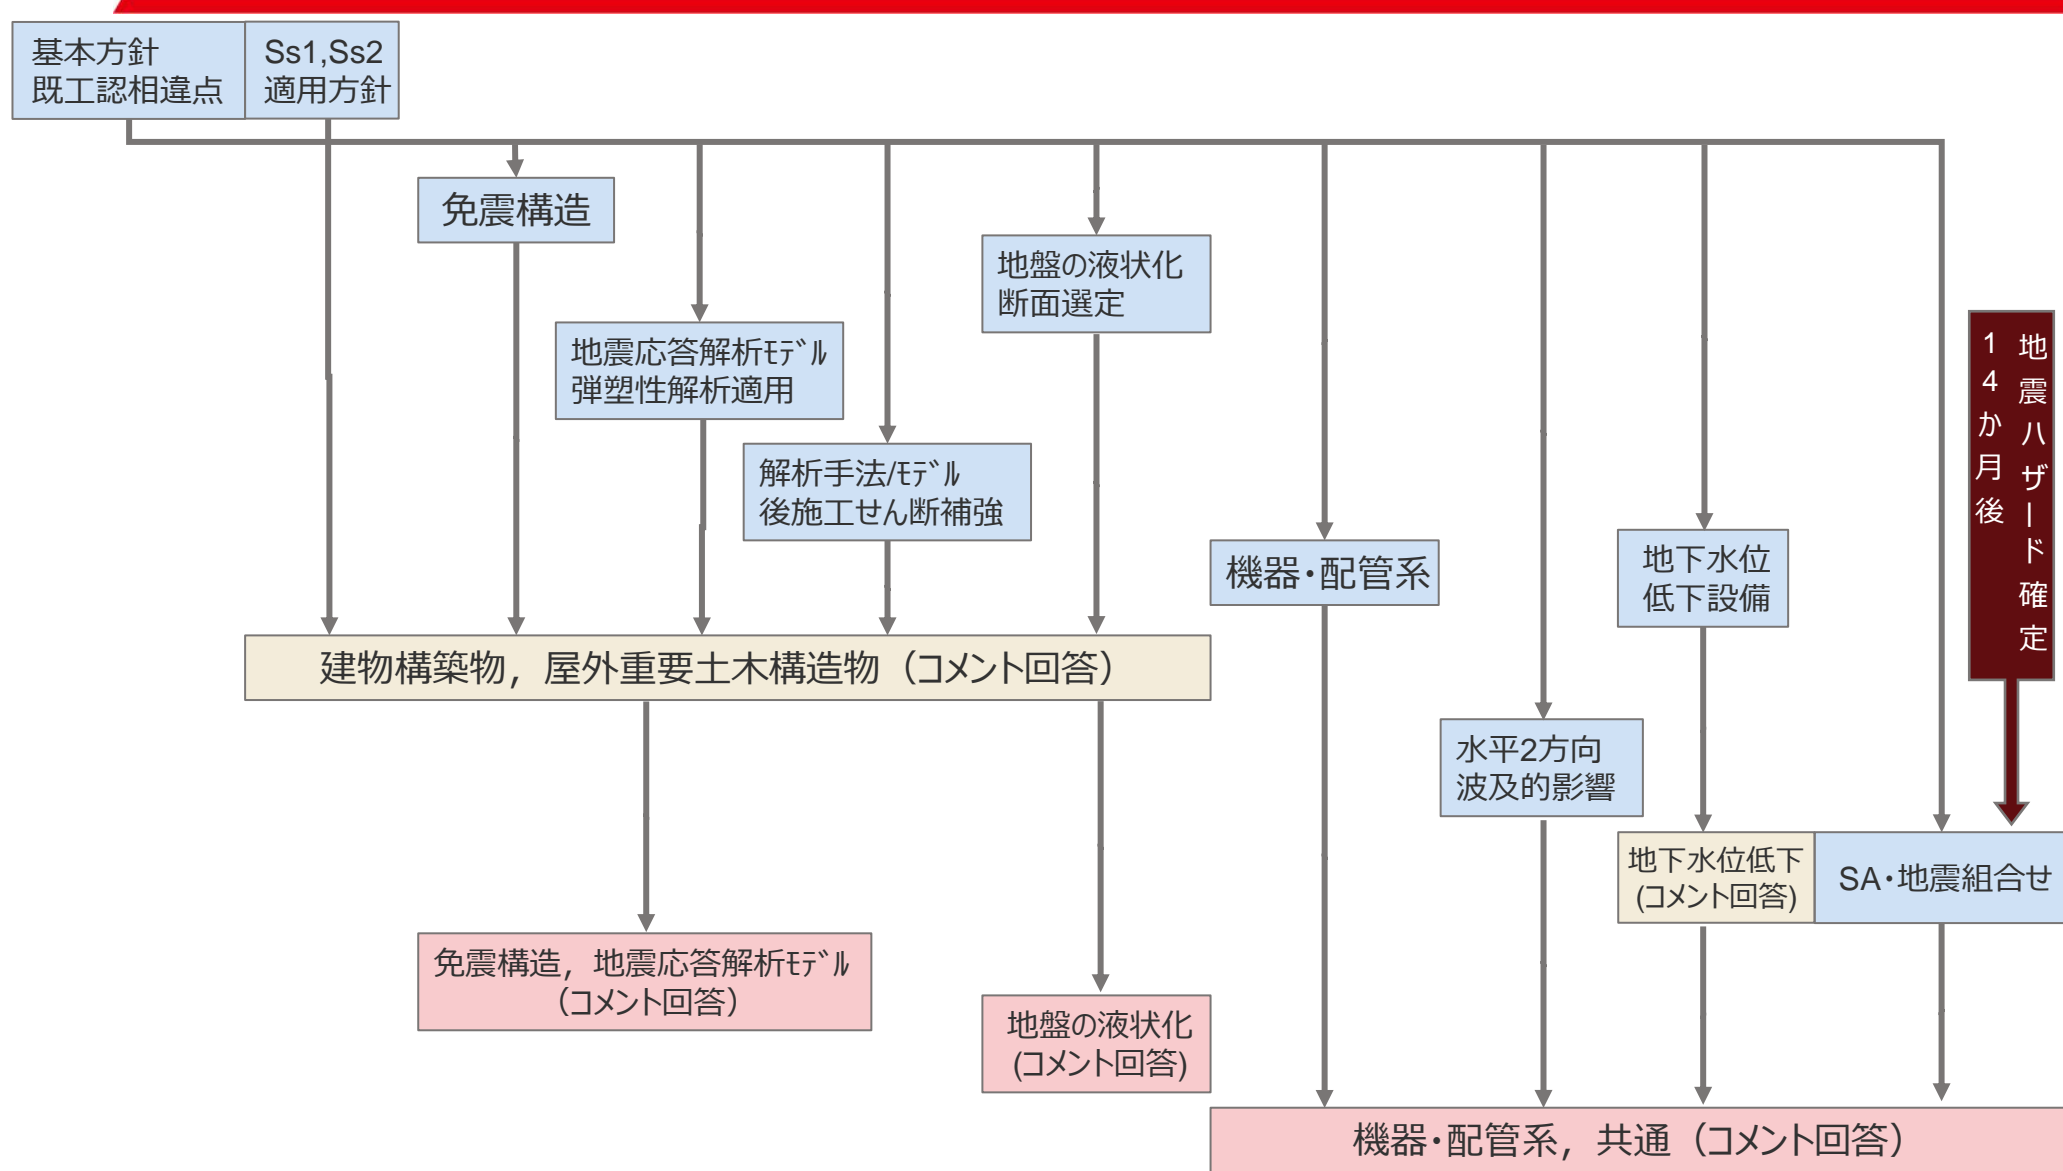 基本方針
既工認相違点
Ss1,Ss2
適用方針
免震構造
地盤の液状化
断面選定
地震応答解析ﾓﾃﾞﾙ
弾塑性解析適用
解析手法/ﾓﾃﾞﾙ
後施工せん断補強
機器・配管系
地下水位
低下設備
地震ハザード確定
14か月後
建物構築物，屋外重要土木構造物（コメント回答）
水平2方向
波及的影響
地下水位低下
(コメント回答)
SA・地震組合せ
免震構造，地震応答解析ﾓﾃﾞﾙ
（コメント回答）
地盤の液状化
(コメント回答)
機器・配管系，共通（コメント回答）